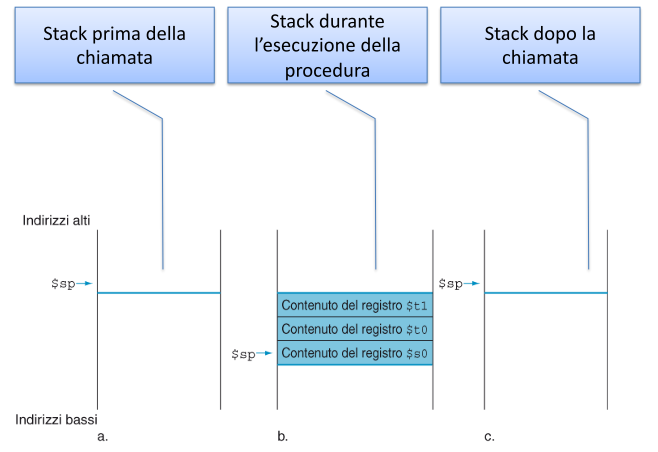 Stack prima della
chiamata
Stack durante
l'esecuzione della
procedura
Stack dopo la
chiamata
Indirizzi alti
$sp
$sp
Contenuto del registro $t1
Contenuto del registro $t0
$sp
Contenuto del registro $s0
Indirizzi bassi
a.
b.
c.